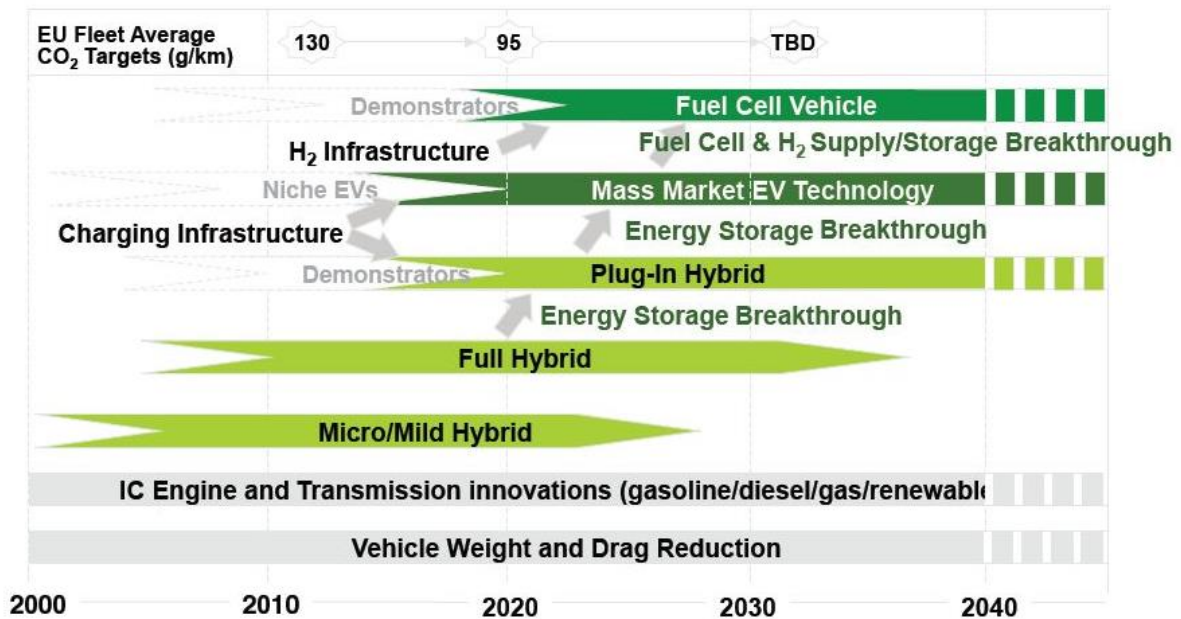 EU Fleet Average
CO₂ Targets (g/km)
130
95
TBD
Demonstrators
Fuel Cell Vehicle
H₂ Infrastructure
Fuel Cell & H₂ Supply/Storage Breakthrough
Niche EVs
Mass Market EV Technology
Charging Infrastructure
Energy Storage Breakthrough
Demonstrators
Plug-In Hybrid
Energy Storage Breakthrough
Full Hybrid
Micro/Mild Hybrid
IC Engine and Transmission innovations (gasoline/diesel/gas/renewable
Vehicle Weight and Drag Reduction
2000
2010
2020
2030
2040